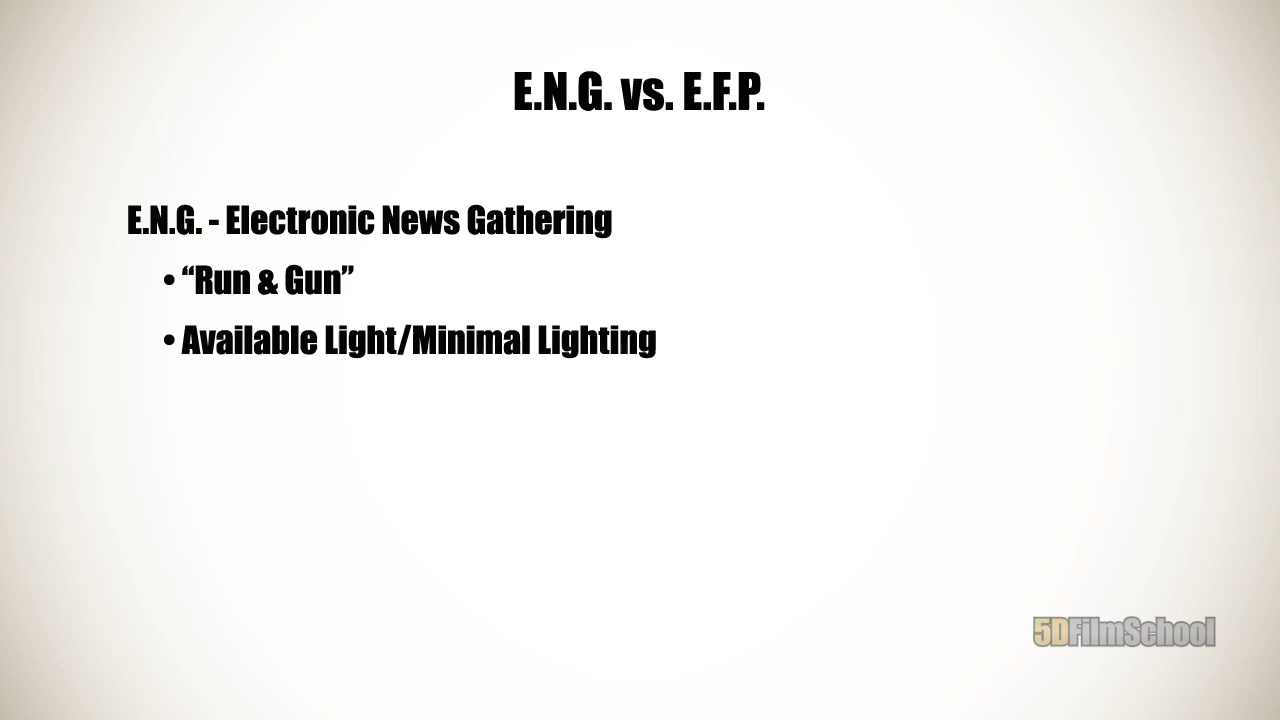 E.N.G. vs. E.F.P.
E.N.G. - Electronic News Gathering
• “Run & Gun”
• Available Light/Minimal Lighting
5DFilmSchool